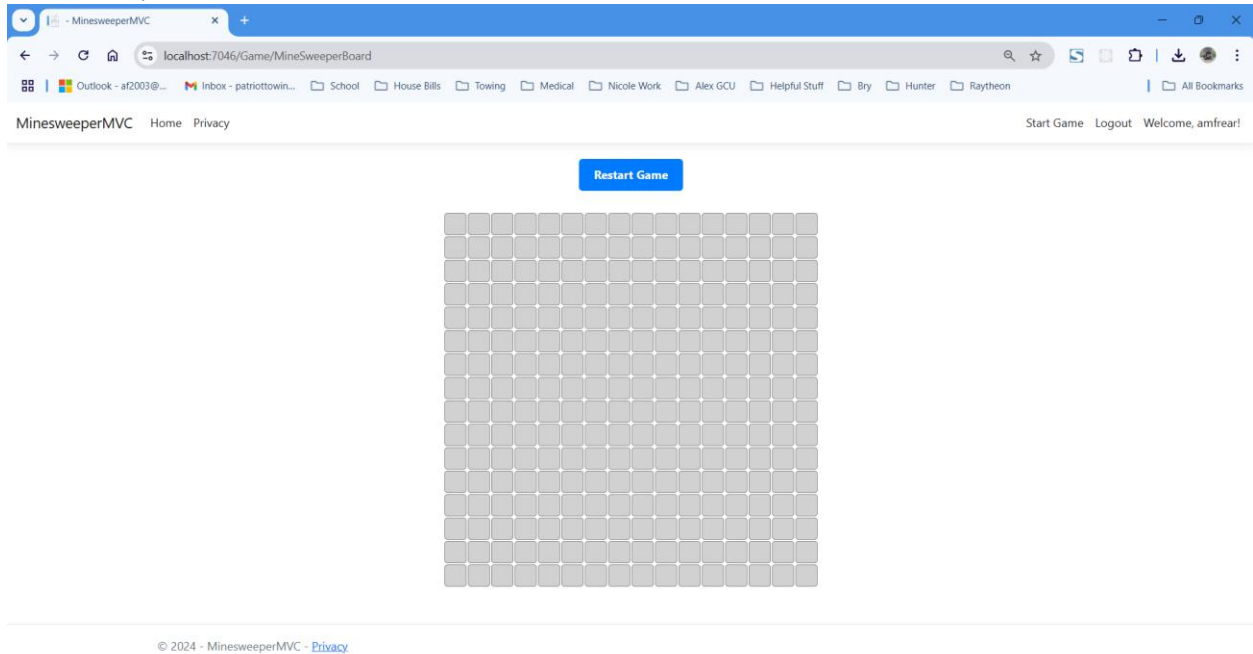 - MinesweeperMVC
localhost:7046/Game/MineSweeperBoard
Outlook - af2003@... Inbox - patriottowin... School House Bills Towing Medical Nicole Work Alex GCU Helpful Stuff Bry Hunter Raytheon All Bookmarks
MinesweeperMVC Home Privacy Start Game Logout Welcome, amfrear!
Restart Game
© 2024 - MinesweeperMVC - Privacy